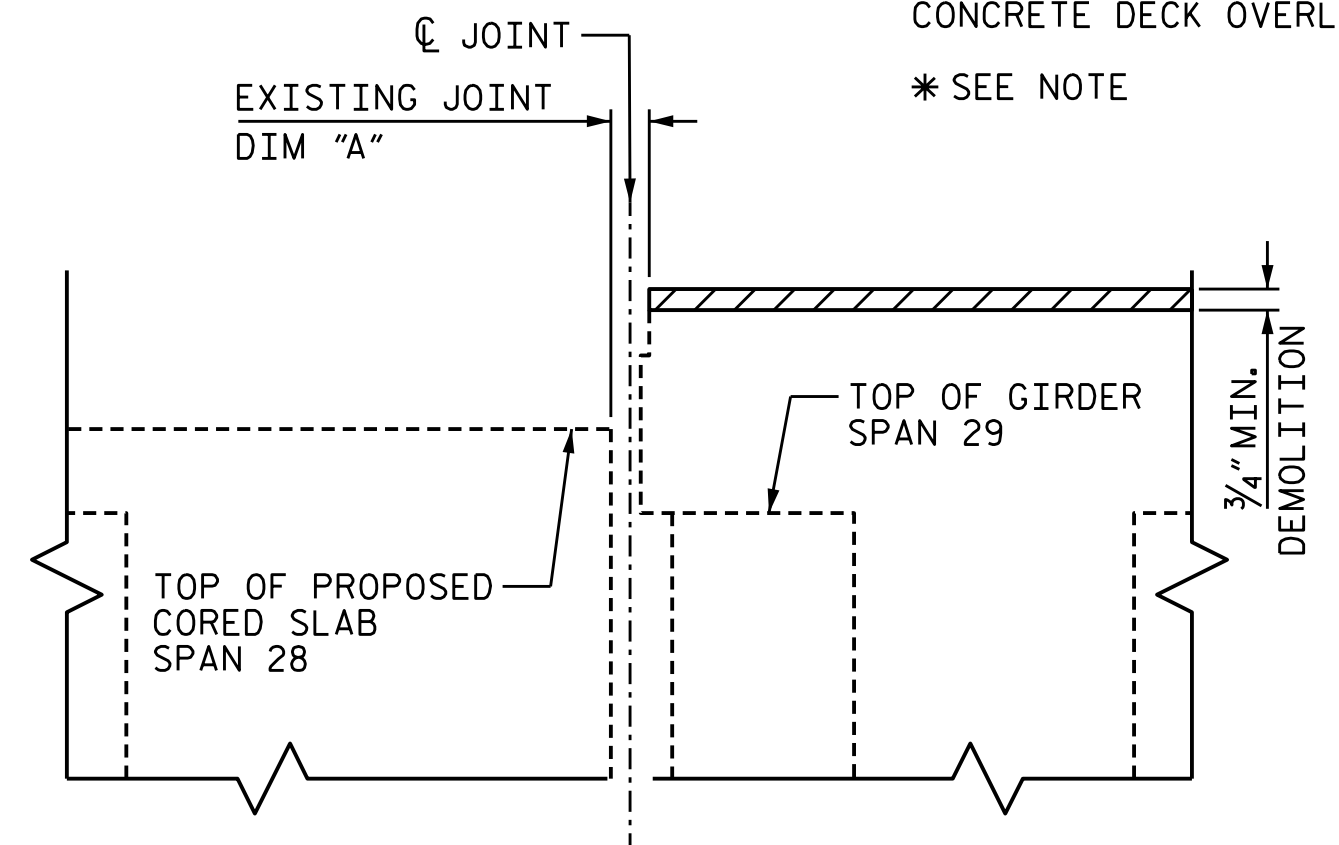 CONCRETE DECK OVERL
℄ JOINT
✳ SEE NOTE
EXISTING JOINT
DIM "A"
TOP OF GIRDER
SPAN 29
3/4" MIN.
DEMOLITION
TOP OF PROPOSED
CORED SLAB
SPAN 28